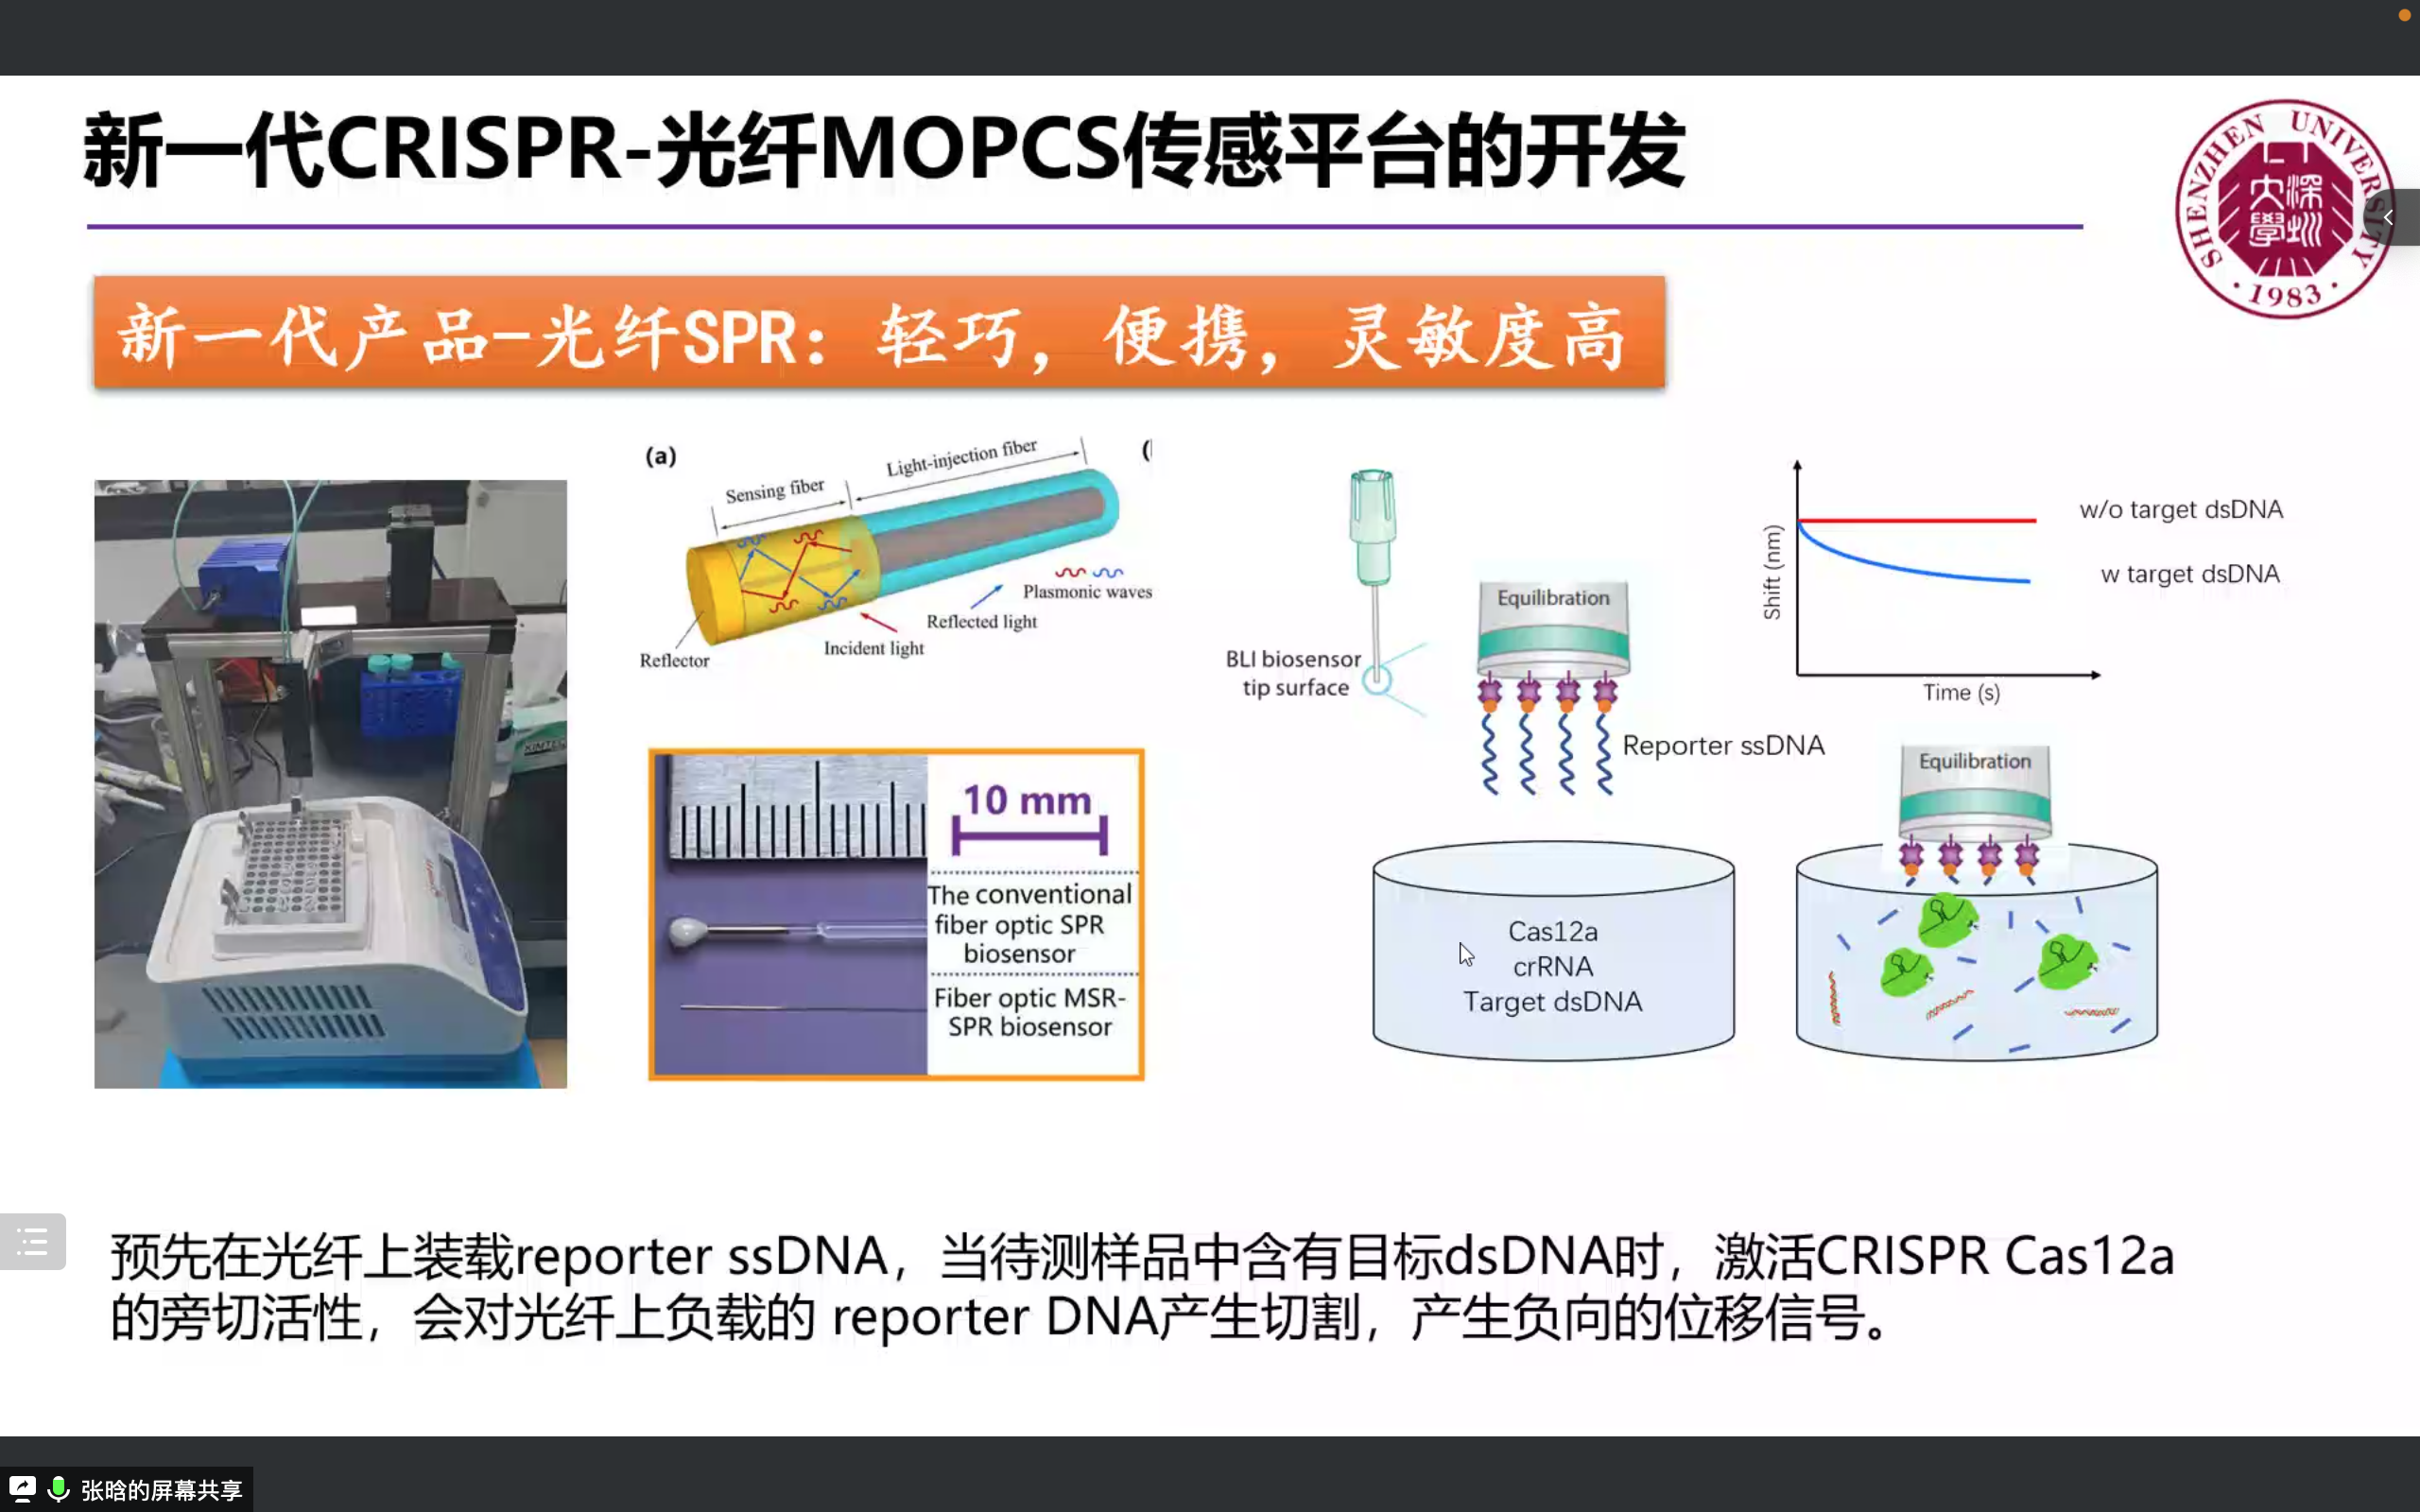 新一代CRISPR-光纤MOPCS传感平台的开发
SHENZHEN UNIVERSITY
深圳大學
· 1983 ·
新一代产品-光纤SPR：轻巧，便携，灵敏度高
(a)
Sensing fiber
Light-injection fiber
Plasmonic waves
Reflected light
Incident light
Reflector
10 mm
The conventional
fiber optic SPR
biosensor
Fiber optic MSR-
SPR biosensor
BLI biosensor
tip surface
Equilibration
Reporter ssDNA
Shift (nm)
w/o target dsDNA
w target dsDNA
Time (s)
Cas12a
crRNA
Target dsDNA
Equilibration
预先在光纤上装载reporter ssDNA，当待测样品中含有目标dsDNA时，激活CRISPR Cas12a
的旁切活性，会对光纤上负载的 reporter DNA产生切割，产生负向的位移信号。
张晗的屏幕共享